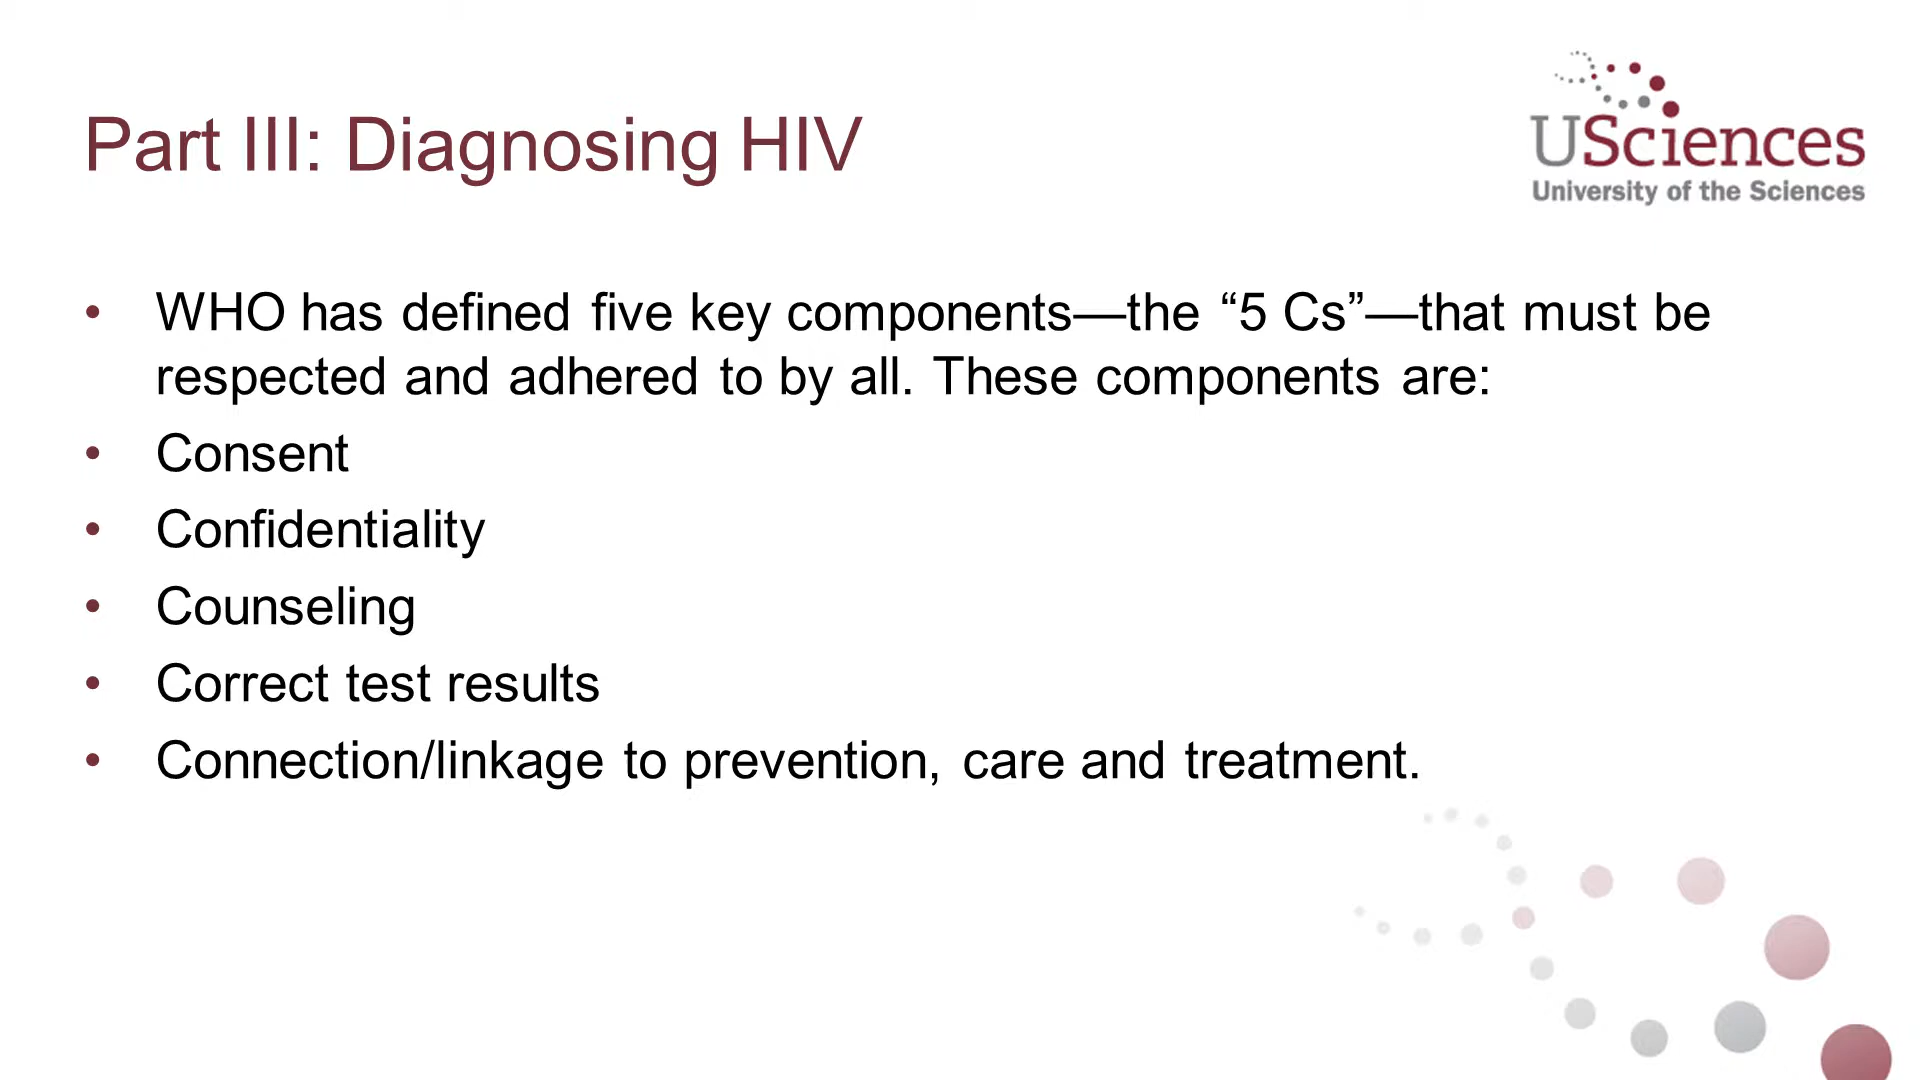 Part III: Diagnosing HIV
USciences
University of the Sciences
• WHO has defined five key components—the “5 Cs”—that must be
respected and adhered to by all. These components are:
• Consent
• Confidentiality
• Counseling
• Correct test results
• Connection/linkage to prevention, care and treatment.